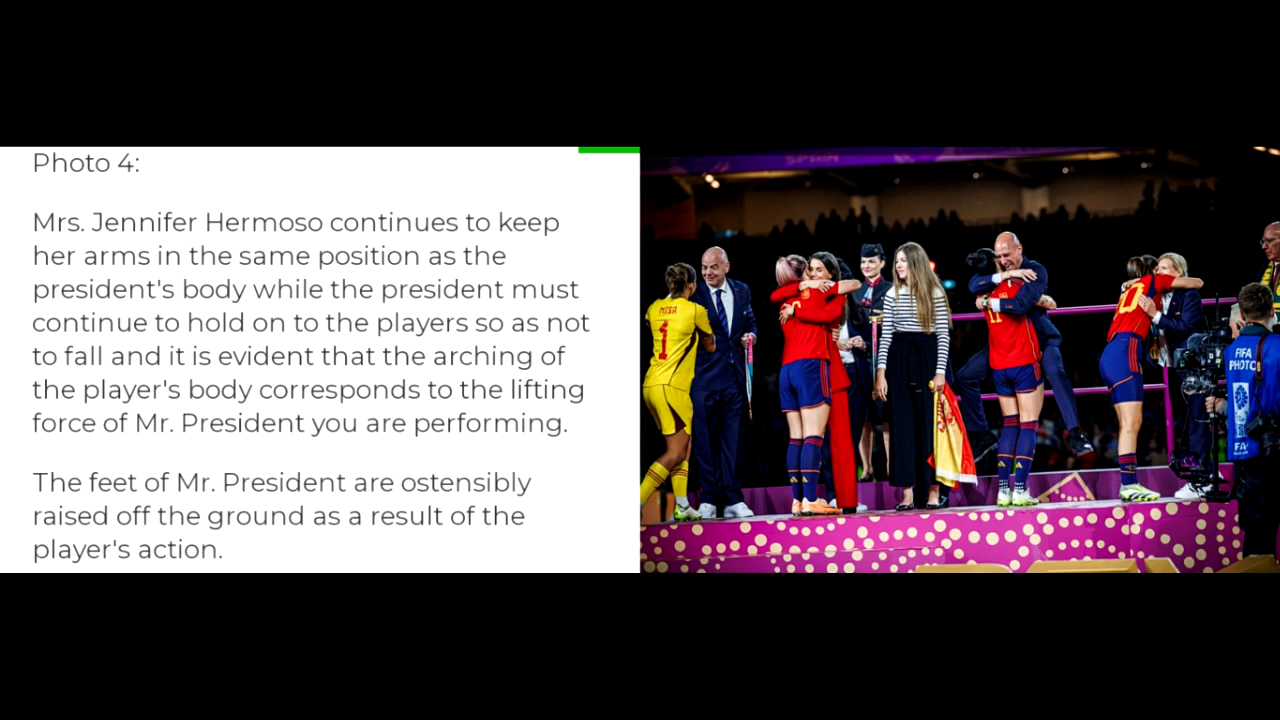 Photo 4:
Mrs. Jennifer Hermoso continues to keep
her arms in the same position as the
president's body while the president must
continue to hold on to the players so as not
to fall and it is evident that the arching of
the player's body corresponds to the lifting
force of Mr. President you are performing.
The feet of Mr. President are ostensibly
raised off the ground as a result of the
player's action.
SPAIN
MISA
1
11
10
FIFA
PHOTO